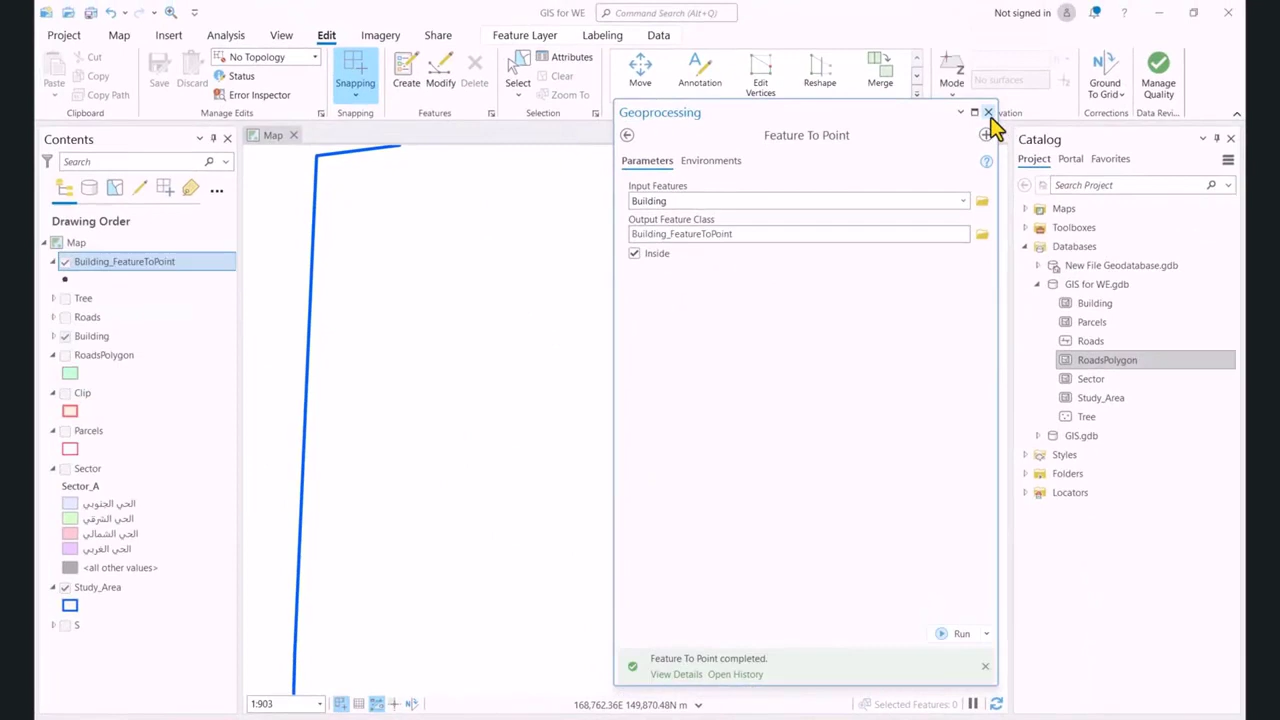 GIS for WE
Command Search (Alt+Q)
Not signed in
Project
Map
Insert
Analysis
View
Edit
Imagery
Share
Feature Layer
Labeling
Data
Paste
Cut
Copy
Copy Path
Clipboard
Save
Discard
No Topology
Status
Error Inspector
Manage Edits
Snapping
Snapping
Create
Modify
Delete
Features
Select
Attributes
Clear
Zoom To
Selection
Move
Annotation
Edit
Vertices
Reshape
Merge
Mode
No surfaces
Ground
To Grid
Corrections
Manage
Quality
Data Revi...
Contents
Search
Drawing Order
Map
Building_FeatureToPoint
Tree
Roads
Building
RoadsPolygon
Clip
Parcels
Sector
Sector_A
الحي الجنوبي
الحي الشرقي
الحي الشمالي
الحي الغربي
<all other values>
Study_Area
S
Map
1:903
168,762.36E 149,870.48N m
Selected Features: 0
Geoprocessing
Feature To Point
Parameters
Environments
Input Features
Building
Output Feature Class
Building_FeatureToPoint
Inside
Run
Feature To Point completed.
View Details Open History
Catalog
Project
Portal
Favorites
Search Project
Maps
Toolboxes
Databases
New File Geodatabase.gdb
GIS for WE.gdb
Building
Parcels
Roads
RoadsPolygon
Sector
Study_Area
Tree
GIS.gdb
Styles
Folders
Locators